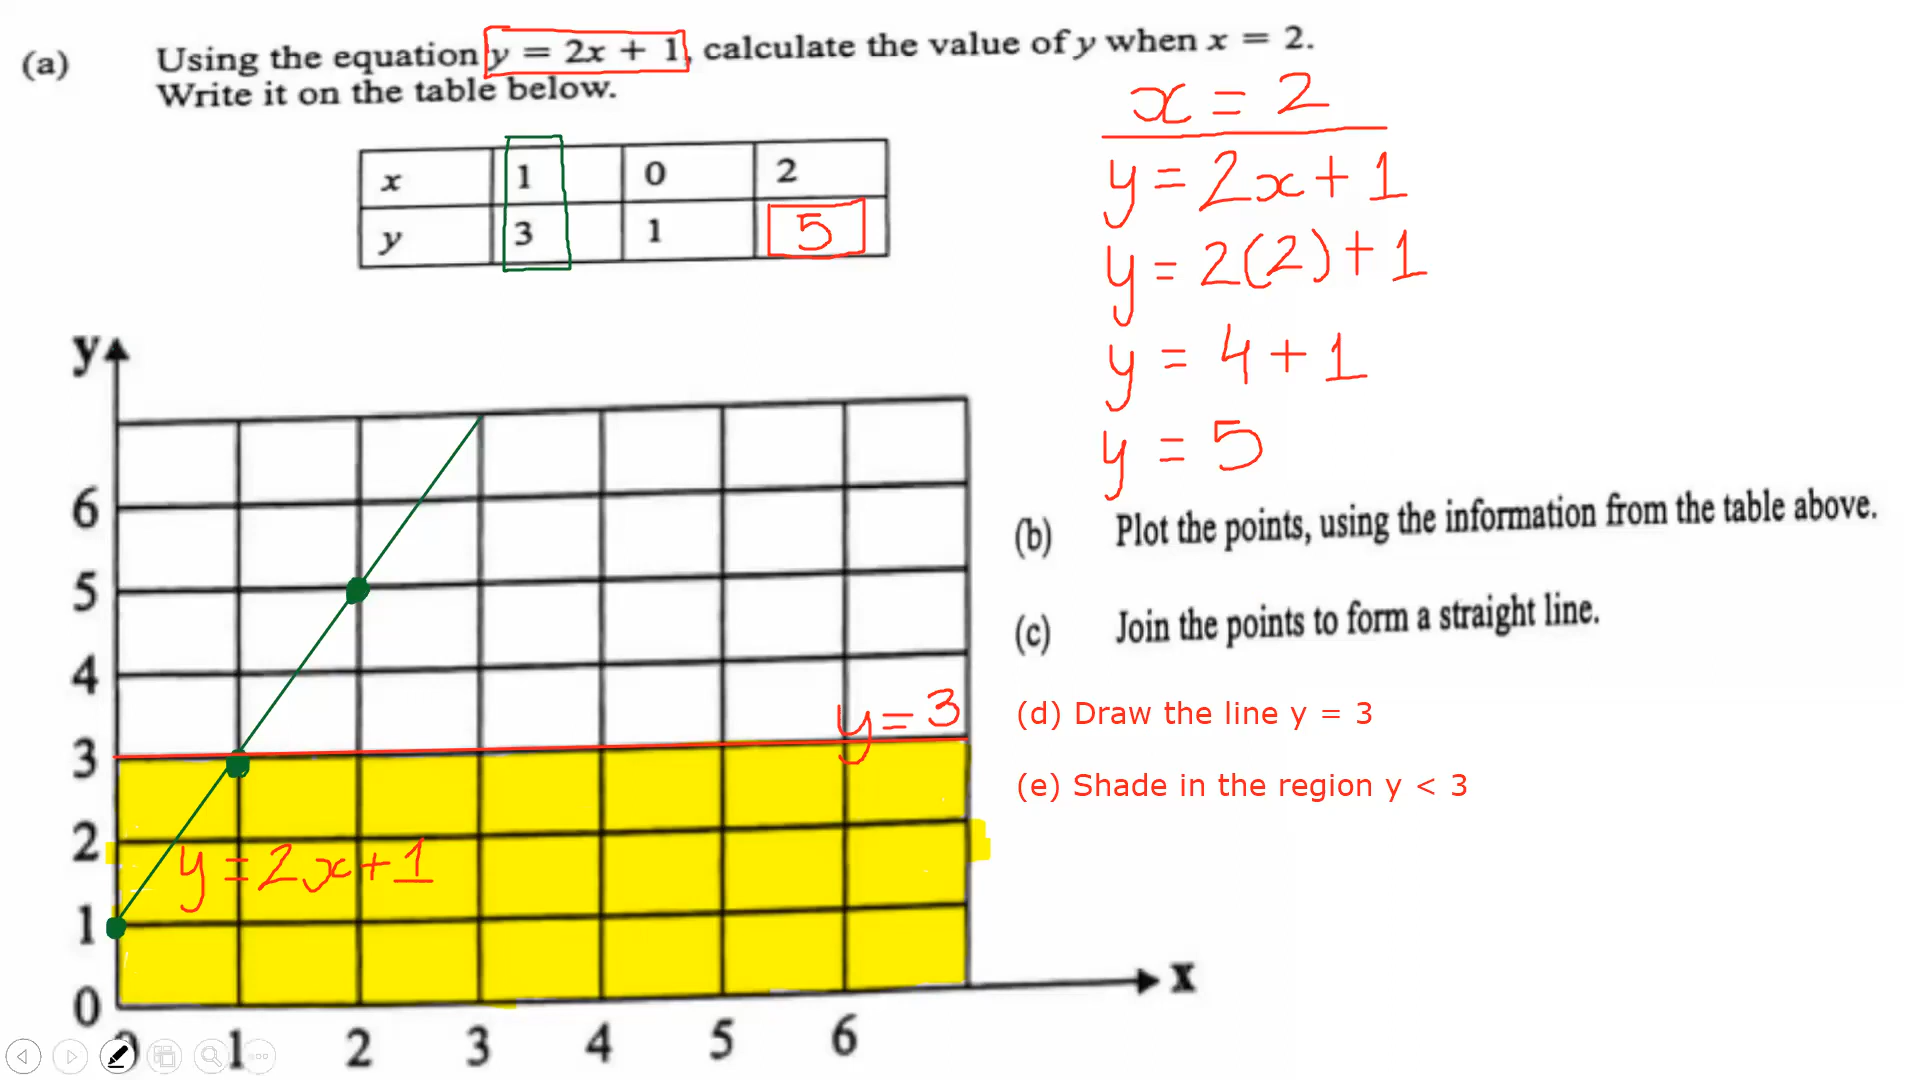 (a) Using the equation y = 2x + 1, calculate the value of y when x = 2.
Write it on the table below.
x 1 0 2
y 3 1 5
x = 2
y = 2x + 1
y = 2(2) + 1
y = 4 + 1
y = 5
(b) Plot the points, using the information from the table above.
(c) Join the points to form a straight line.
(d) Draw the line y = 3
(e) Shade in the region y < 3
y
6
5
4
3
2
1
0
y = 3
y = 2x + 1
x
0 1 2 3 4 5 6